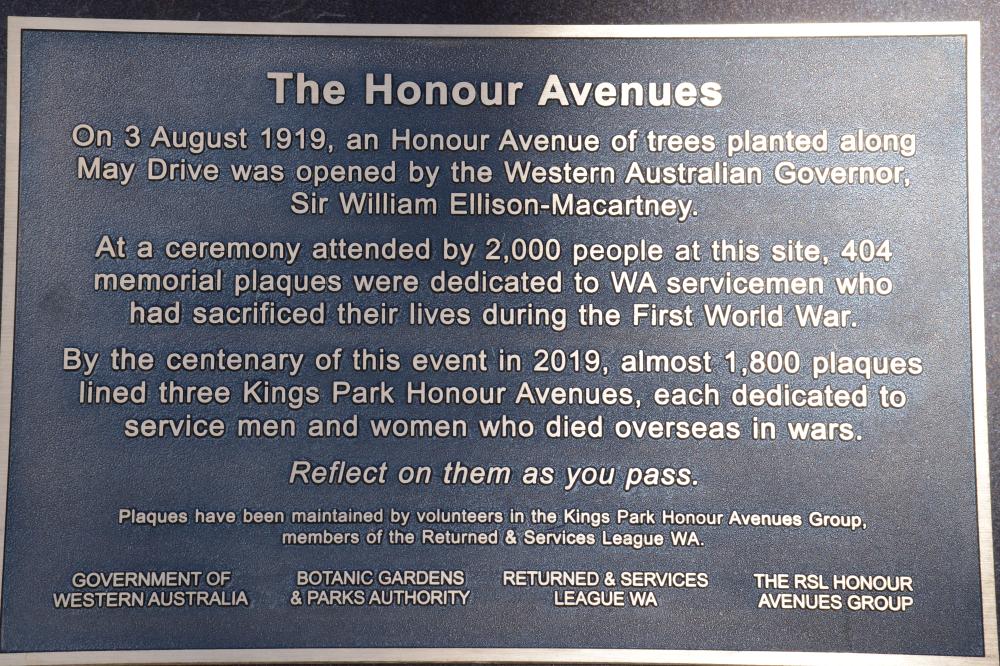 The Honour Avenues
On 3 August 1919, an Honour Avenue of trees planted along
May Drive was opened by the Western Australian Governor,
Sir William Ellison-Macartney.
At a ceremony attended by 2,000 people at this site, 404
memorial plaques were dedicated to WA servicemen who
had sacrificed their lives during the First World War.
By the centenary of this event in 2019, almost 1,800 plaques
lined three Kings Park Honour Avenues, each dedicated to
service men and women who died overseas in wars.
Reflect on them as you pass.
Plaques have been maintained by volunteers in the Kings Park Honour Avenues Group,
members of the Returned & Services League WA.
GOVERNMENT OF
WESTERN AUSTRALIA
BOTANIC GARDENS
& PARKS AUTHORITY
RETURNED & SERVICES
LEAGUE WA
THE RSL HONOUR
AVENUES GROUP